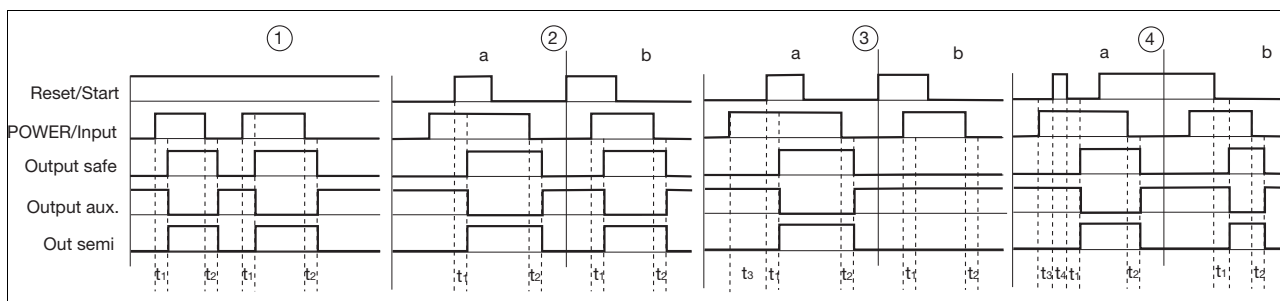 1 2 3 4
a b a b a b
Reset/Start
POWER/Input
Output safe
Output aux.
Out semi
t1 t2 t1 t2 t1 t2 t1 t2 t3 t1 t2 t1 t2 t3 t4 t1 t2 t1 t2